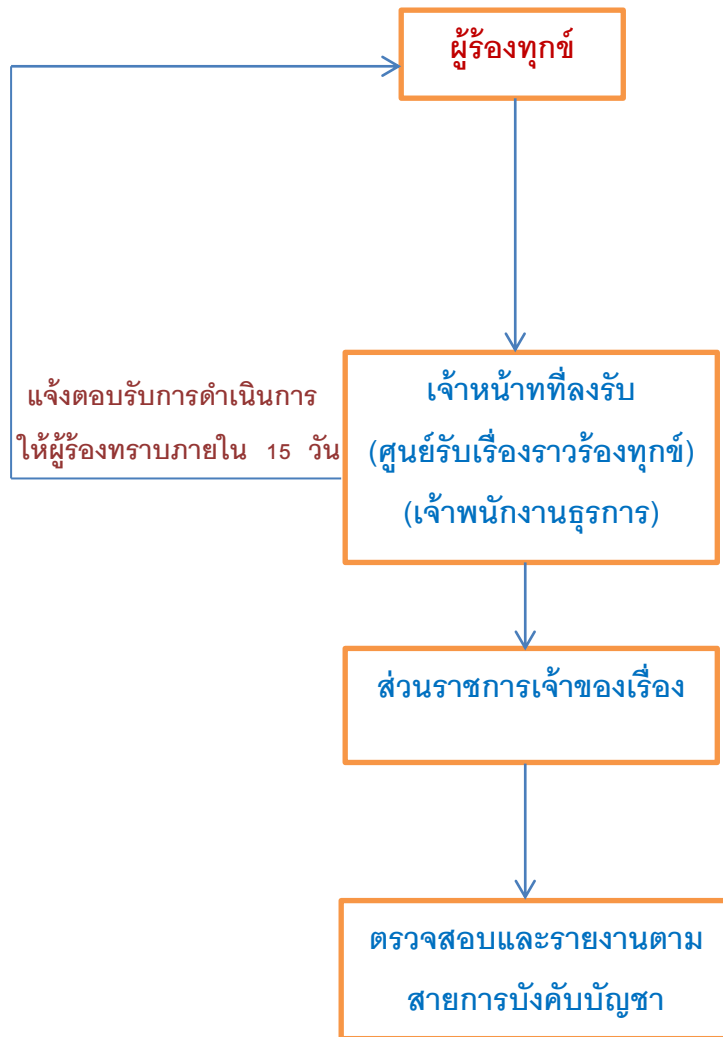 ผู้ร้องทุกข์
แจ้งตอบรับการดำเนินการ
ให้ผู้ร้องทราบภายใน 15 วัน
เจ้าหน้าทที่ลงรับ
(ศูนย์รับเรื่องราวร้องทุกข์)
(เจ้าพนักงานธุรการ)
ส่วนราชการเจ้าของเรื่อง
ตรวจสอบและรายงานตาม
สายการบังคับบัญชา